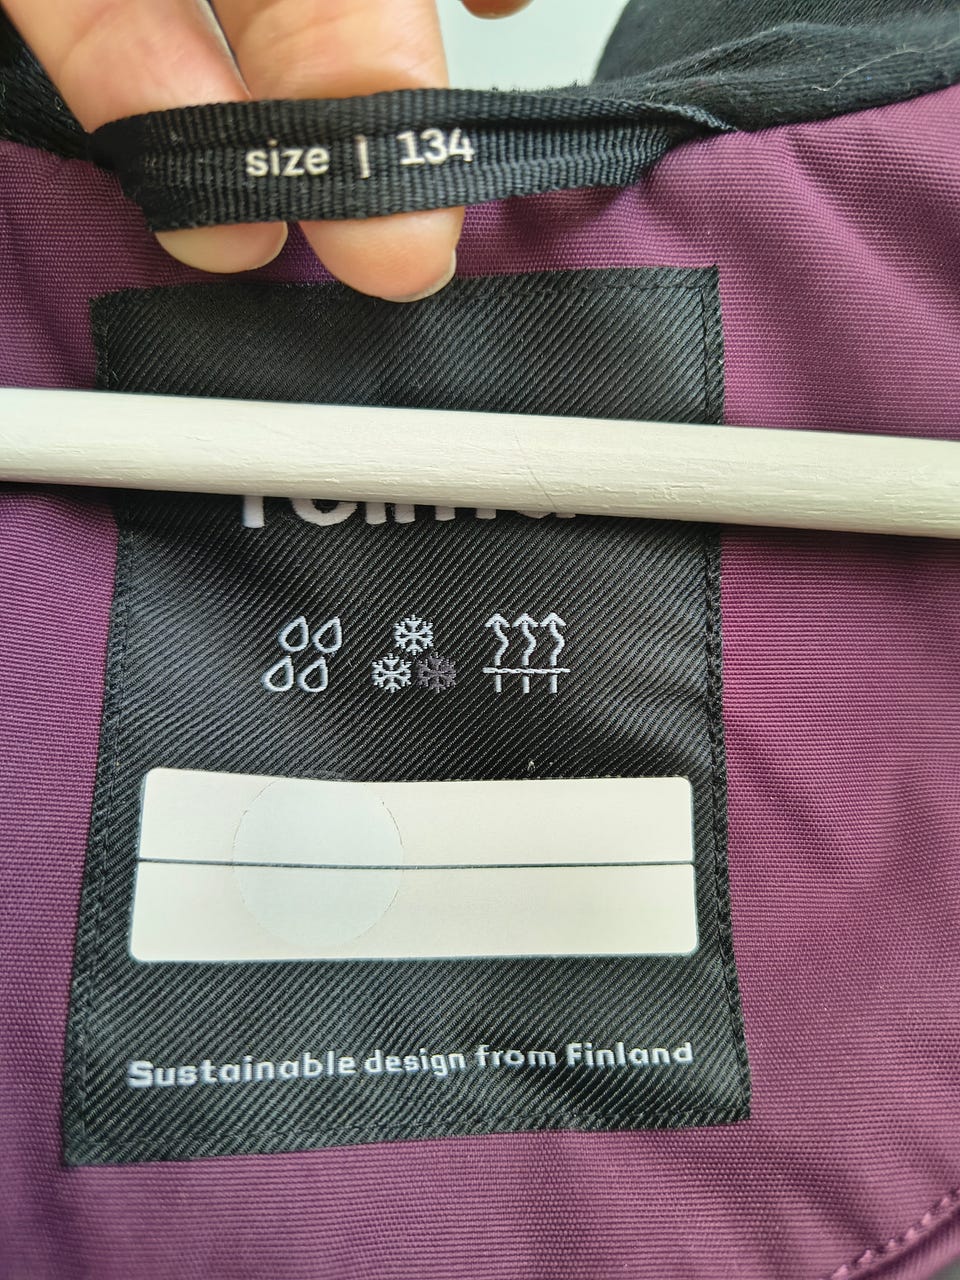 size | 134
Sustainable design from Finland